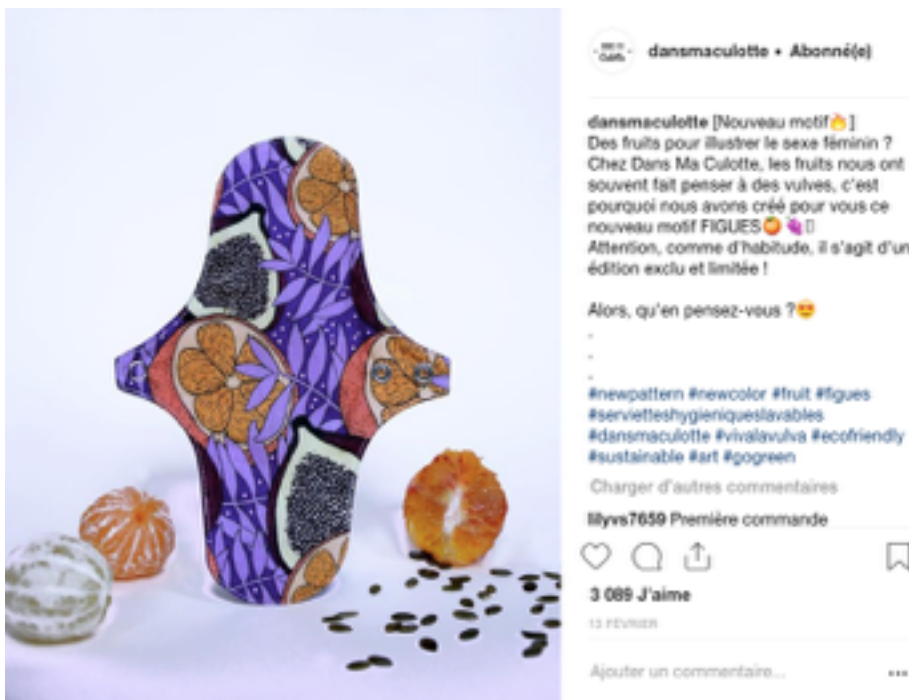 dansmaculotte • Abonné(e)
dansmaculotte [Nouveau motif🔥]
Des fruits pour illustrer le sexe féminin ?
Chez Dans Ma Culotte, les fruits nous ont
souvent fait penser à des vulves, c'est
pourquoi nous avons créé pour vous ce
nouveau motif FIGUES🍑🍇▯
Attention, comme d'habitude, il s'agit d'un
édition exclu et limitée !
Alors, qu'en pensez-vous ?😍
.
.
.
#newpattern #newcolor #fruit #figues
#servietteshygieniqueslavables
#dansmaculotte #vivalavulva #ecofriendly
#sustainable #art #gogreen
Charger d'autres commentaires
lilyvs7659 Première commande
3 089 J'aime
13 FÉVRIER
Ajouter un commentaire...